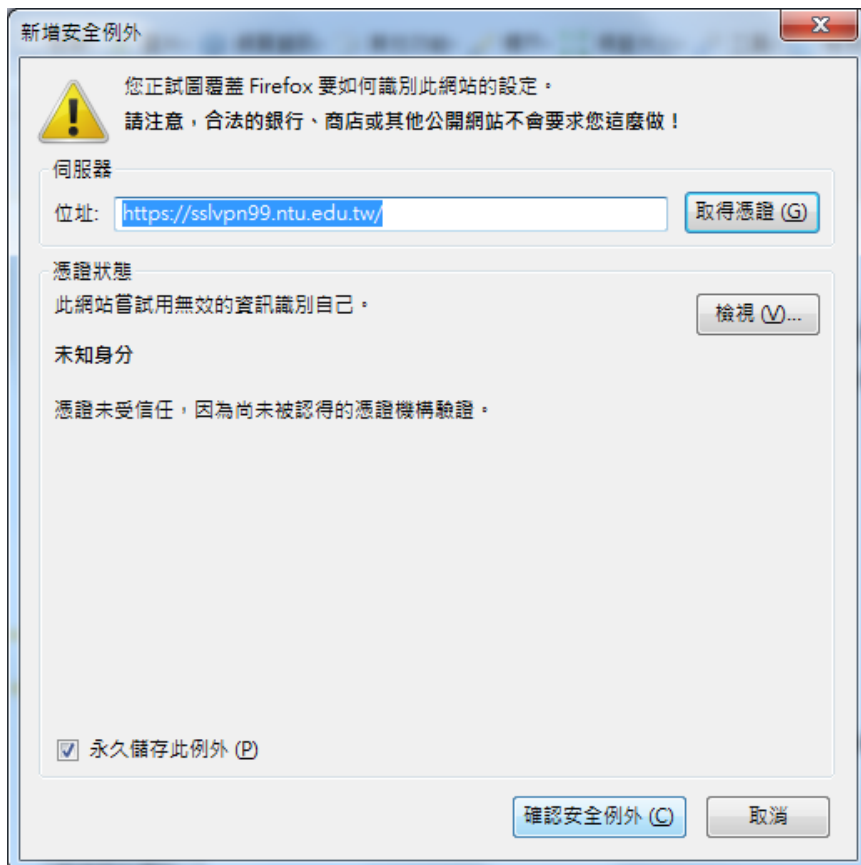 新增安全例外
您正試圖覆蓋 Firefox 要如何識別此網站的設定。
請注意，合法的銀行、商店或其他公開網站不會要求您這麼做！
伺服器
位址: https://sslvpn99.ntu.edu.tw/ 取得憑證 (G)
憑證狀態
此網站嘗試用無效的資訊識別自己。 檢視 (V)...
未知身分
憑證未受信任，因為尚未被認得的憑證機構驗證。
永久儲存此例外 (P)
確認安全例外 (C) 取消